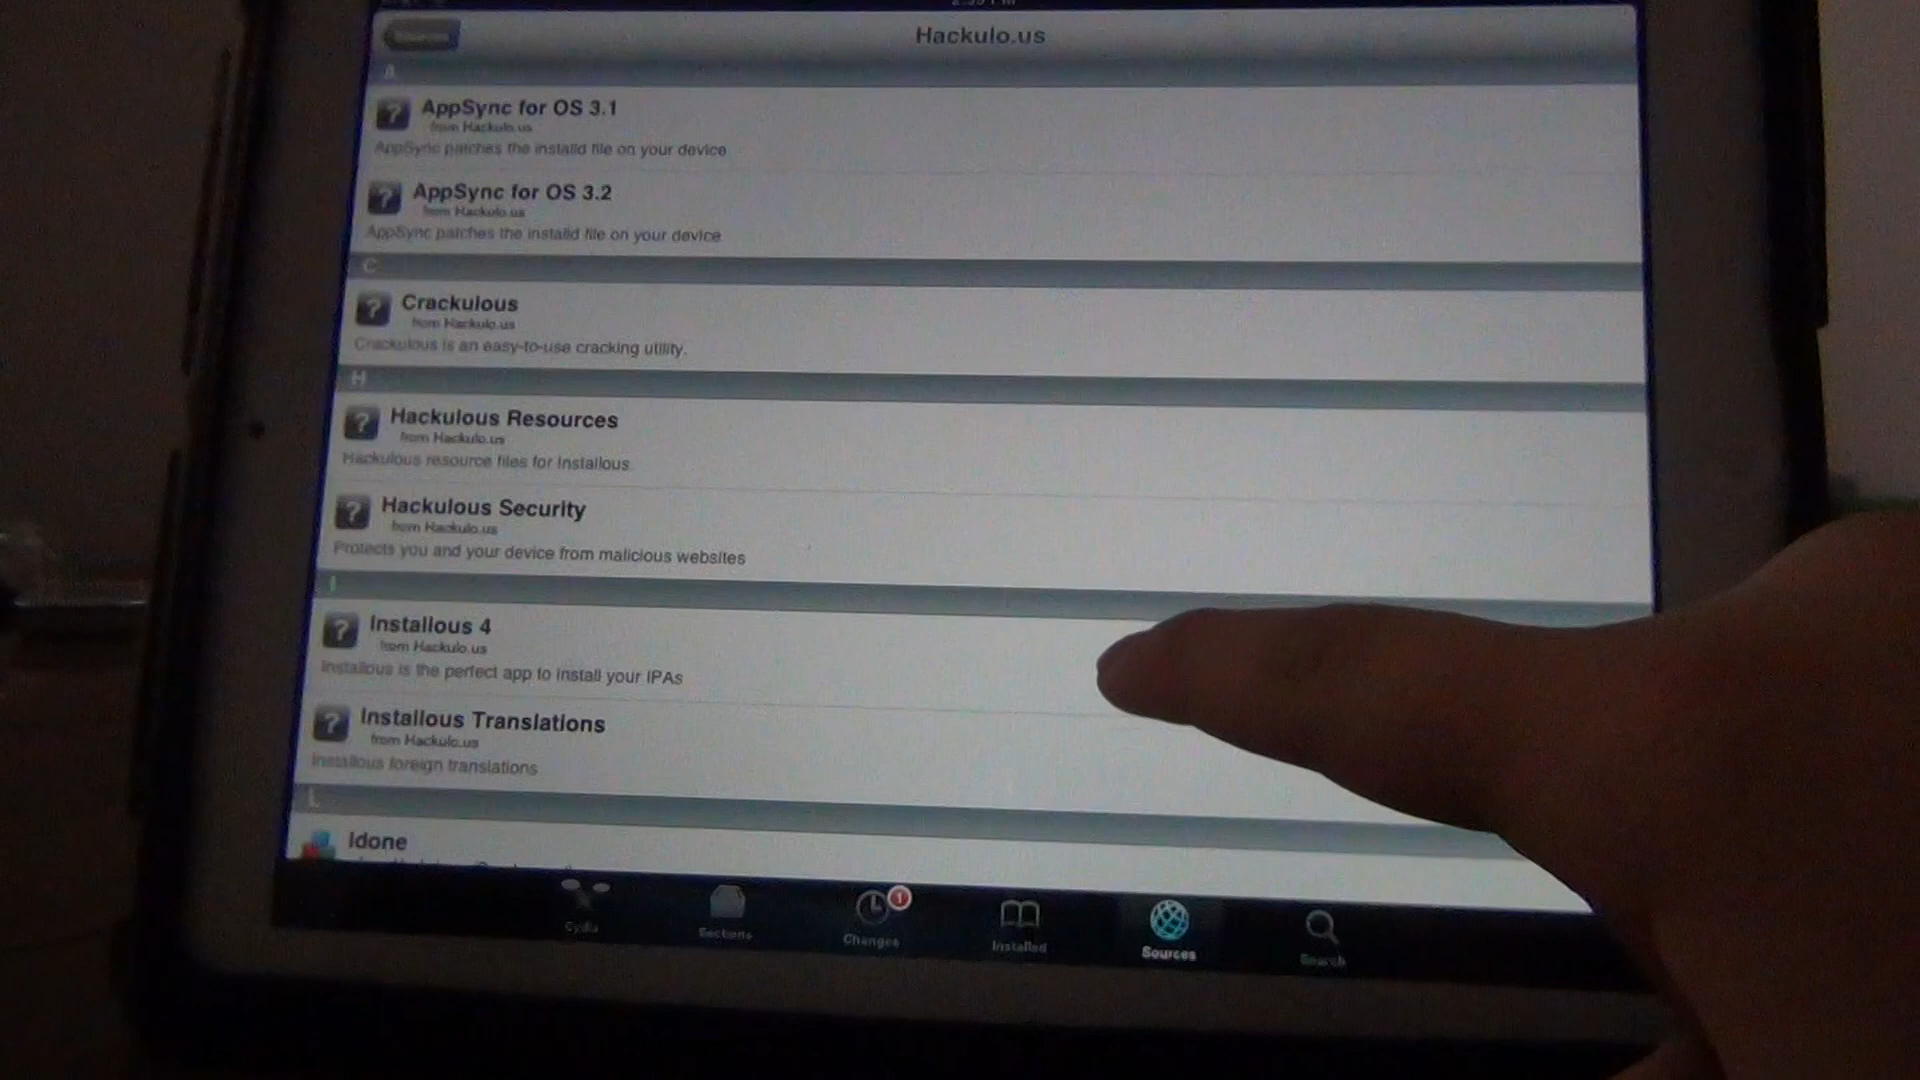 Hackulo.us
A
AppSync for OS 3.1
from Hackulo.us
AppSync patches the installd file on your device
AppSync for OS 3.2
from Hackulo.us
AppSync patches the installd file on your device
C
Crackulous
from Hackulo.us
Crackulous is an easy-to-use cracking utility.
H
Hackulous Resources
from Hackulo.us
Hackulous resource files for Installous
Hackulous Security
from Hackulo.us
Protects you and your device from malicious websites
I
Installous 4
from Hackulo.us
Installous is the perfect app to install your IPAs
Installous Translations
from Hackulo.us
Installous foreign translations
L
ldone
Cydia
Sections
Changes
1
Installed
Sources
Search